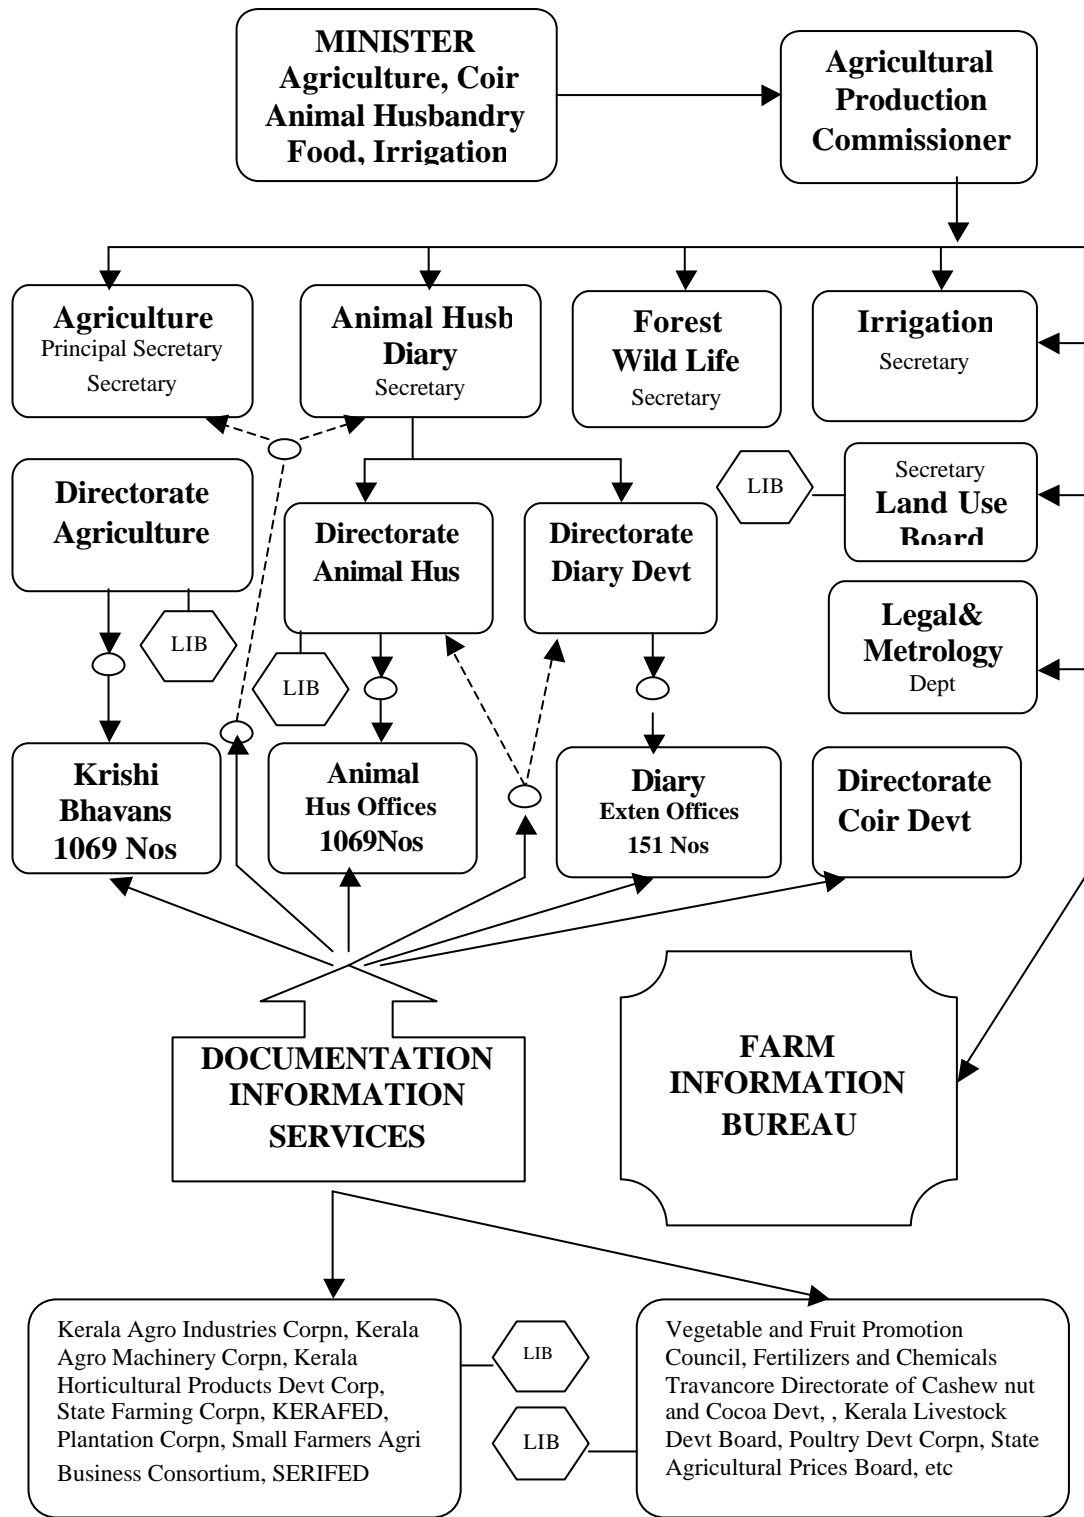 MINISTER
Agriculture, Coir
Animal Husbandry
Food, Irrigation
Agricultural
Production
Commissioner
Agriculture
Principal Secretary
Secretary
Animal Husb
Diary
Secretary
Forest
Wild Life
Secretary
Irrigation
Secretary
Directorate
Agriculture
LIB
Directorate
Animal Hus
LIB
Directorate
Diary Devt
LIB
Secretary
Land Use
Board
Legal&
Metrology
Dept
Krishi
Bhavans
1069 Nos
Animal
Hus Offices
1069Nos
Diary
Exten Offices
151 Nos
Directorate
Coir Devt
DOCUMENTATION
INFORMATION
SERVICES
FARM
INFORMATION
BUREAU
Kerala Agro Industries Corpn, Kerala
Agro Machinery Corpn, Kerala
Horticultural Products Devt Corp,
State Farming Corpn, KERAFED,
Plantation Corpn, Small Farmers Agri
Business Consortium, SERIFED
LIB
LIB
Vegetable and Fruit Promotion
Council, Fertilizers and Chemicals
Travancore Directorate of Cashew nut
and Cocoa Devt, , Kerala Livestock
Devt Board, Poultry Devt Corpn, State
Agricultural Prices Board, etc